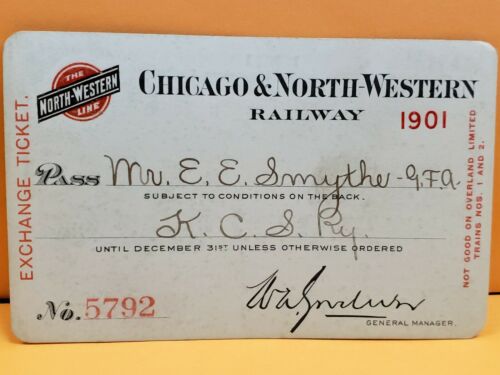 THE
NORTH-WESTERN
LINE
CHICAGO & NORTH-WESTERN
RAILWAY
1901
EXCHANGE TICKET.
PASS Mr. E. E. Smythe - G.F.A.
SUBJECT TO CONDITIONS ON THE BACK.
K. C. S. Ry.
UNTIL DECEMBER 31ST UNLESS OTHERWISE ORDERED
No. 5792
GENERAL MANAGER.
NOT GOOD ON OVERLAND LIMITED
TRAINS NOS. 1 AND 2.